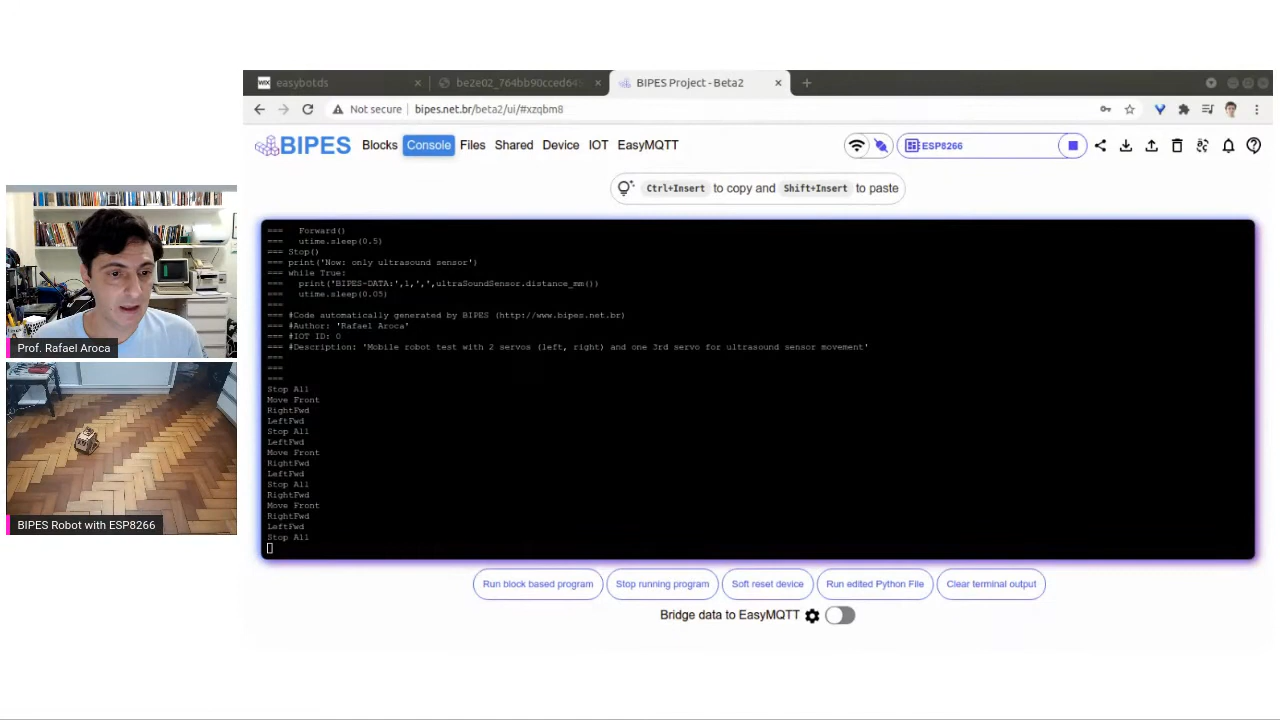 WiX easybot.ds
be2e02_764bb90cced645
BIPES Project - Beta2
Not secure bipes.net.br/beta2/ui/#xzqbm8
BIPES Blocks Console Files Shared Device IOT EasyMQTT ESP8266
Ctrl+Insert to copy and Shift+Insert to paste
=== Forward()
=== utime.sleep(0.5)
=== Stop()
=== print('Now: only ultrasound sensor')
=== while True:
=== print('BIPES-DATA:',1,',',ultraSoundSensor.distance_mm())
=== utime.sleep(0.05)
===
=== #Code automatically generated by BIPES (http://www.bipes.net.br)
=== #Author: 'Rafael Aroca'
=== #IOT ID: 0
=== #Description: 'Mobile robot test with 2 servos (left, right) and one 3rd servo for ultrasound sensor movement'
===
===
===
Stop All
Move Front
RightFwd
LeftFwd
Stop All
LeftFwd
Move Front
RightFwd
LeftFwd
Stop All
RightFwd
Move Front
RightFwd
LeftFwd
Stop All
Run block based program Stop running program Soft reset device Run edited Python File Clear terminal output
Bridge data to EasyMQTT
Prof. Rafael Aroca
BIPES Robot with ESP8266